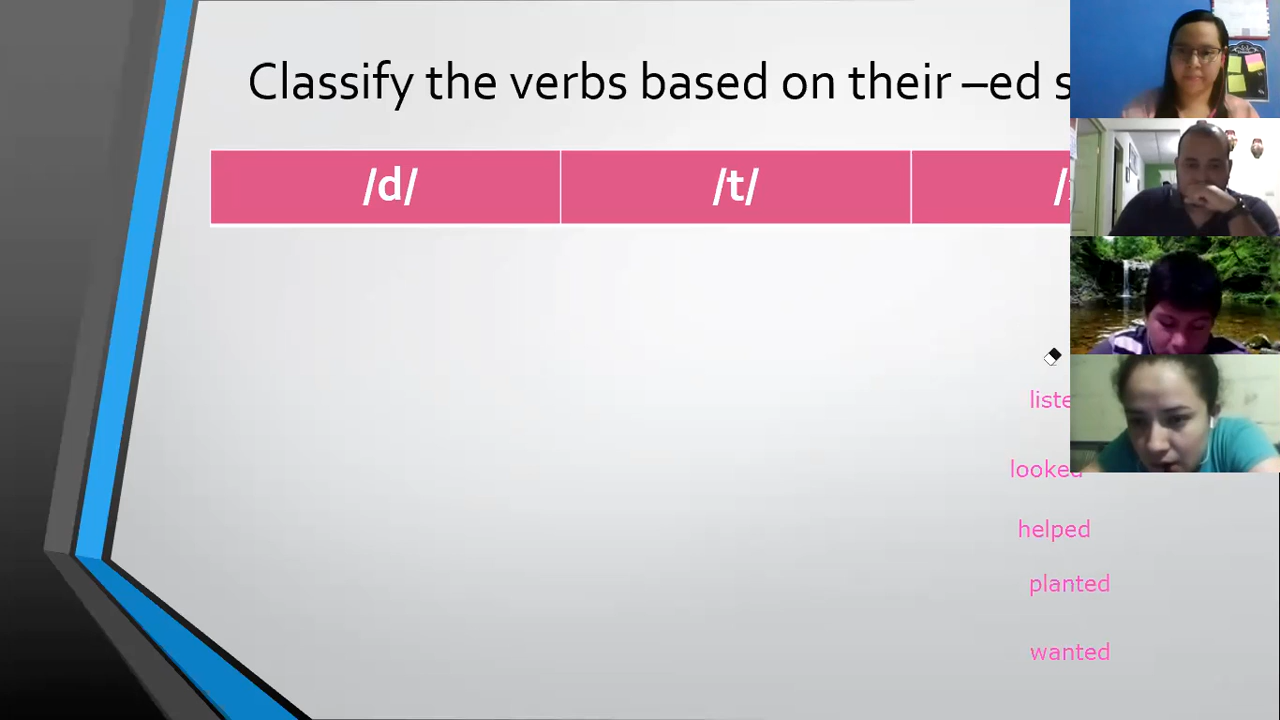 Classify the verbs based on their –ed
/d/ /t/
looked
helped
planted
wanted